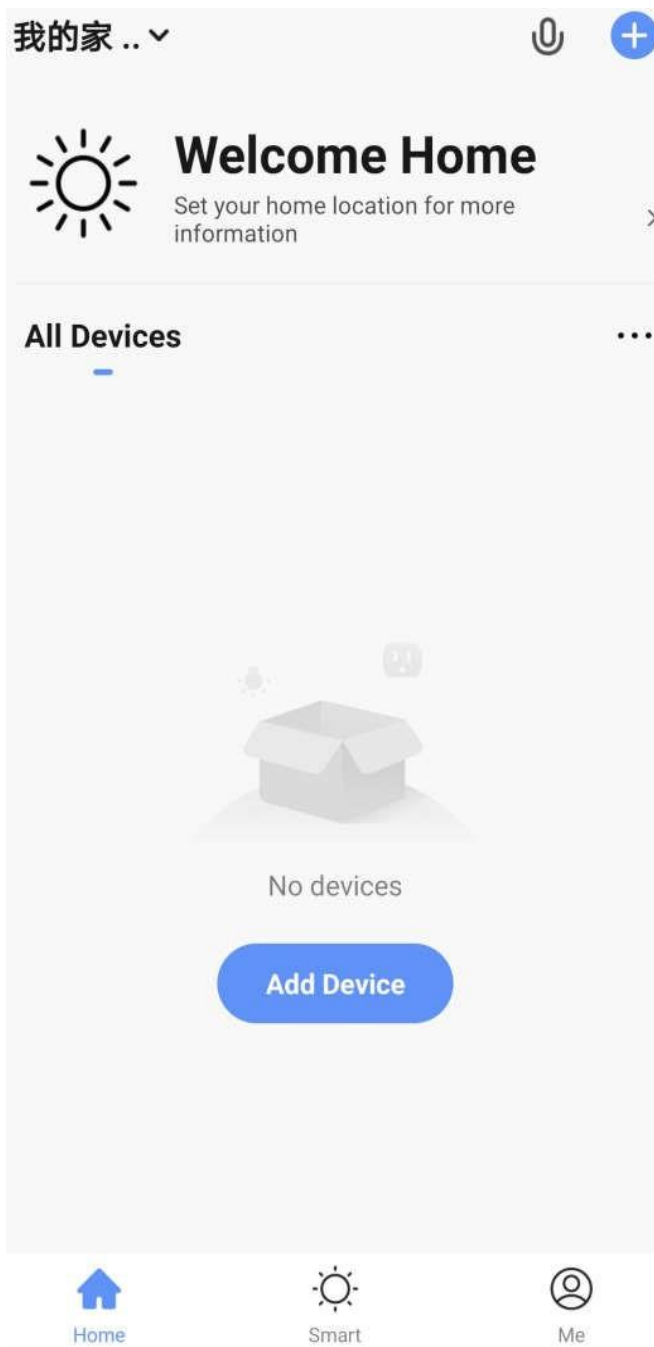 我的家 ..
Welcome Home
Set your home location for more
information
All Devices
No devices
Add Device
Home
Smart
Me